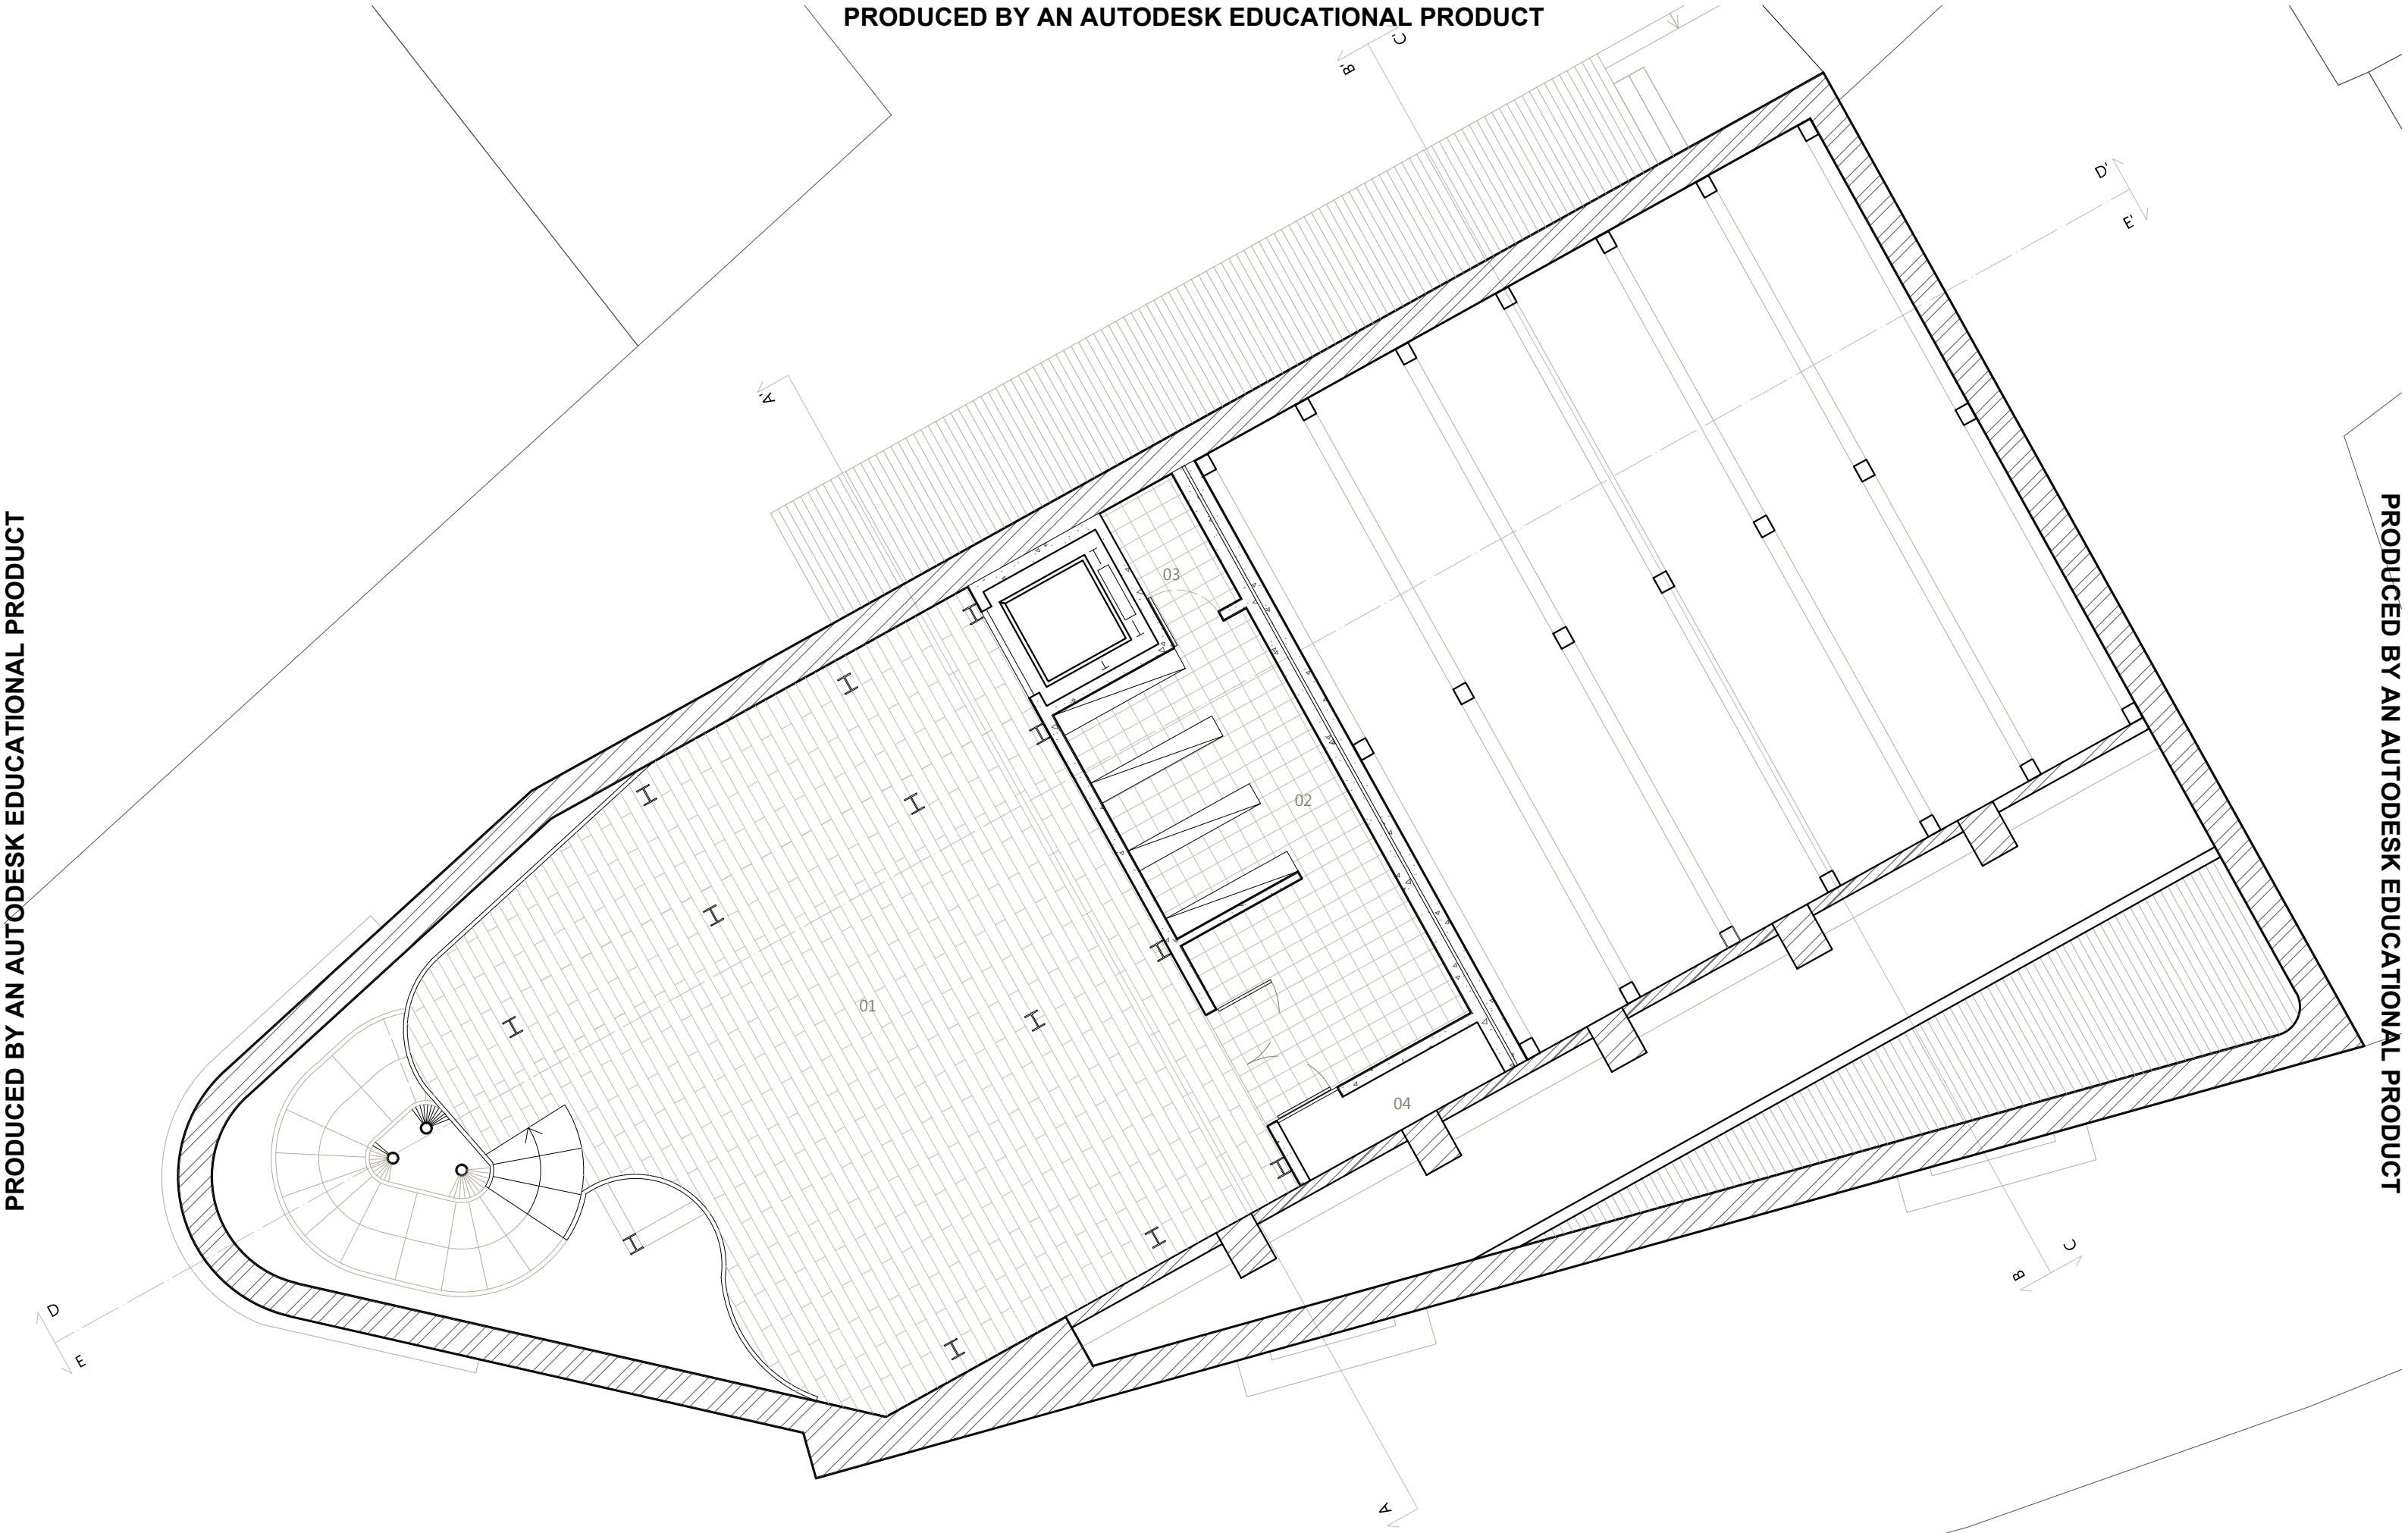 PRODUCED BY AN AUTODESK EDUCATIONAL PRODUCT
C'
B'
D'
E'
A'
PRODUCED BY AN AUTODESK EDUCATIONAL PRODUCT
PRODUCED BY AN AUTODESK EDUCATIONAL PRODUCT
03
02
01
04
C
B
D
E
A